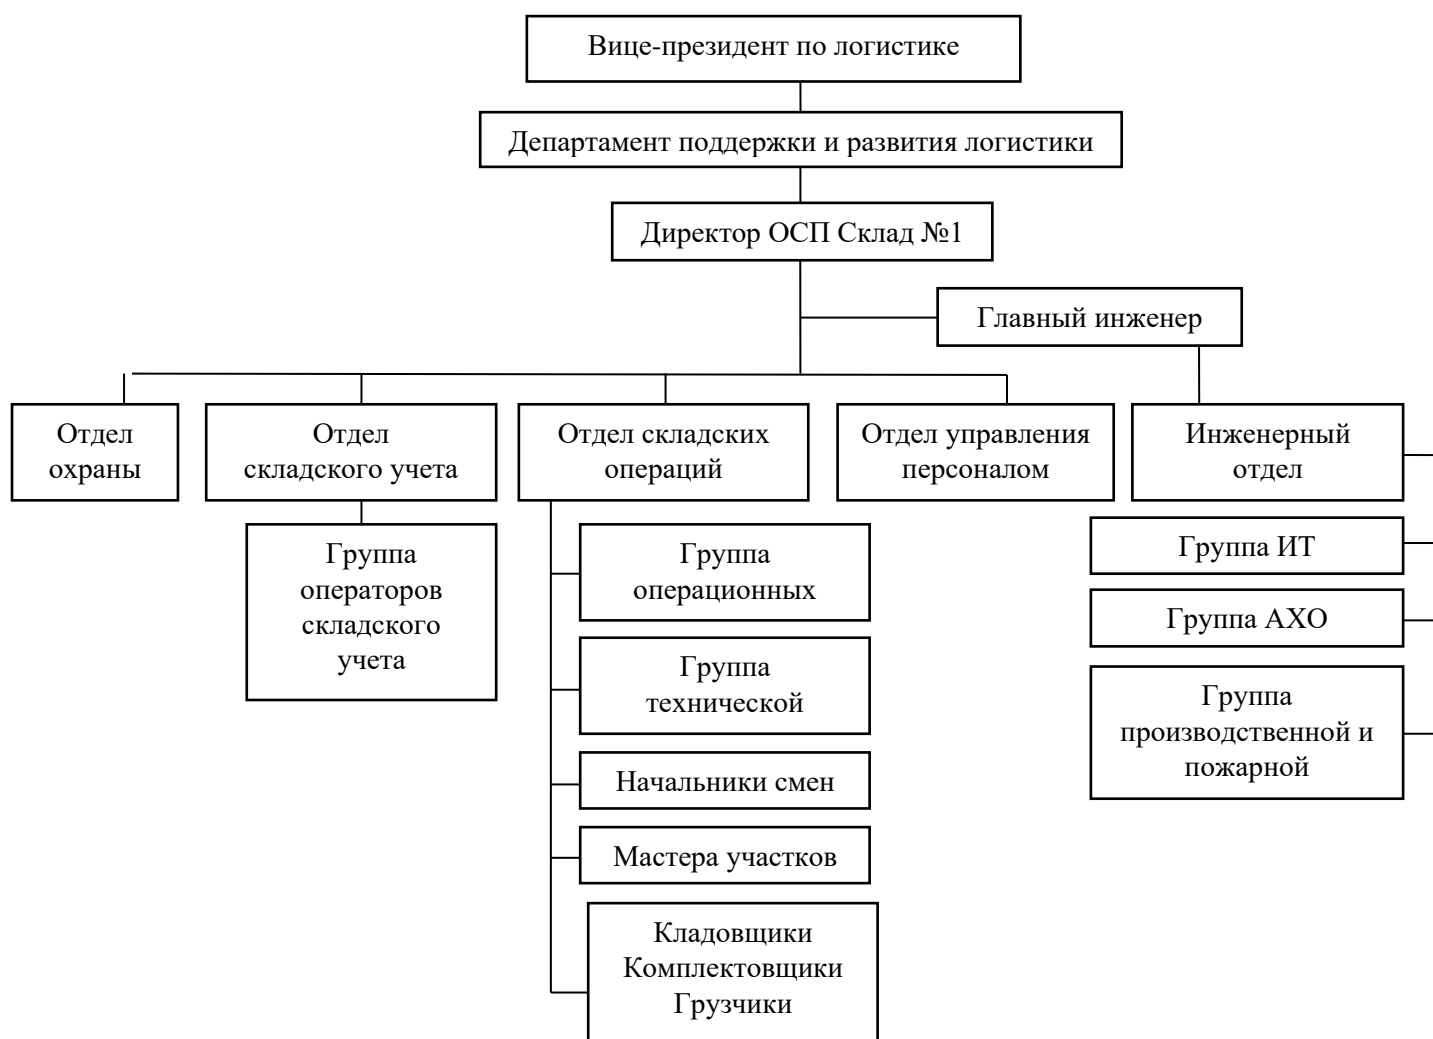 Вице-президент по логистике
Департамент поддержки и развития логистики
Директор ОСП Склад №1
Главный инженер
Отдел
охраны
Отдел
складского учета
Отдел складских
операций
Отдел управления
персоналом
Инженерный
отдел
Группа
операторов
складского
учета
Группа
операционных
Группа
технической
Начальники смен
Мастера участков
Кладовщики
Комплектовщики
Грузчики
Группа ИТ
Группа АХО
Группа
производственной и
пожарной